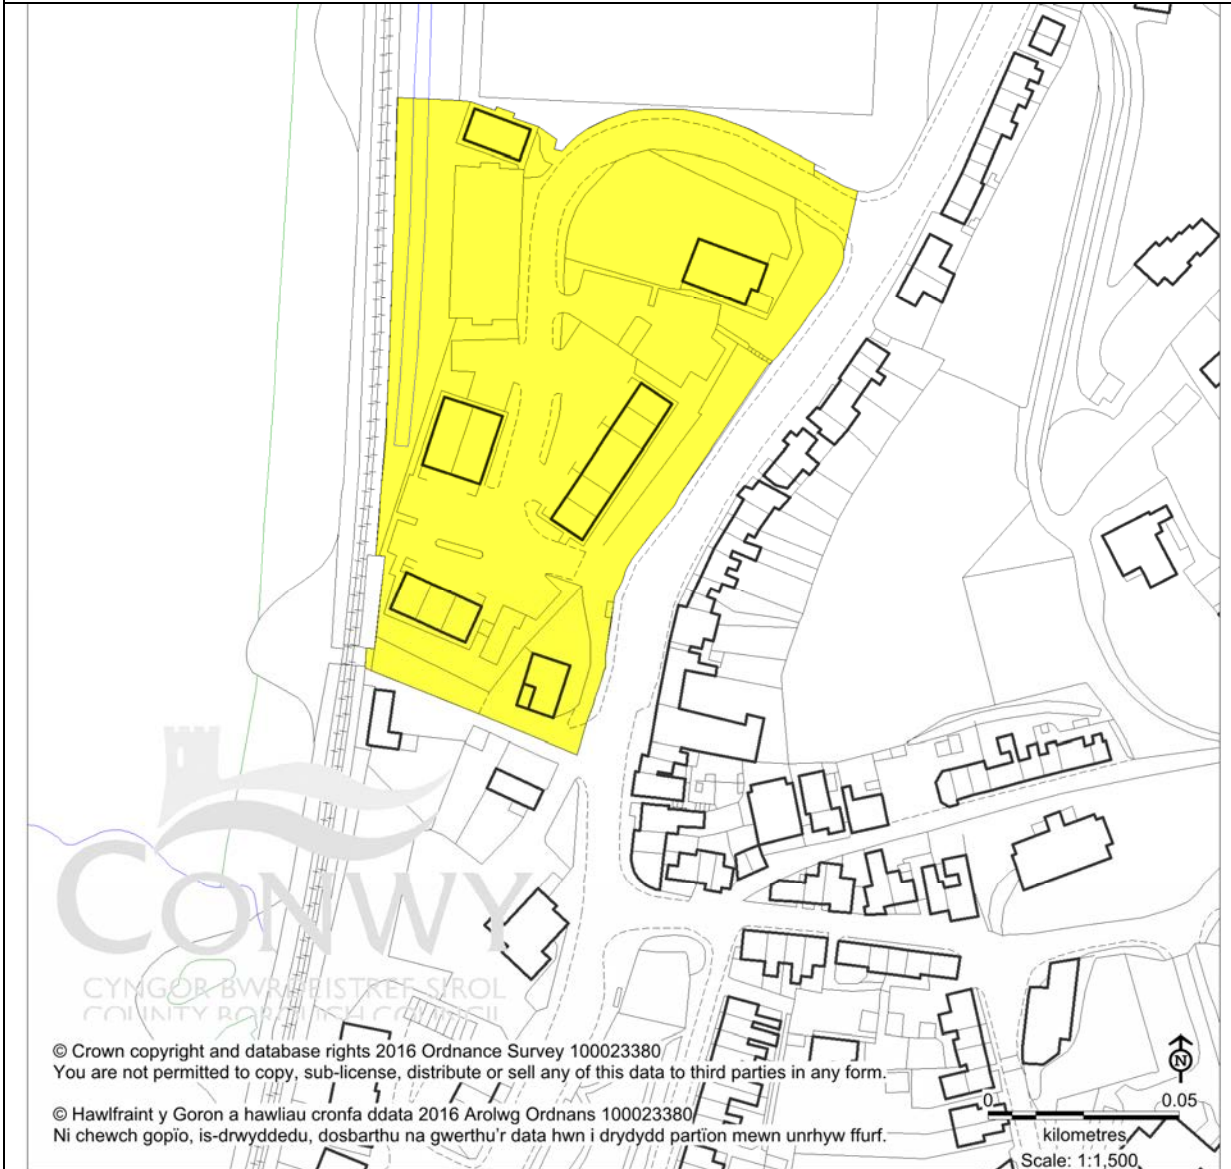 CONWY
CYNGOR BWRDEISTREF SIROL
COUNTY BOROUGH COUNCIL
© Crown copyright and database rights 2016 Ordnance Survey 100023380
You are not permitted to copy, sub-license, distribute or sell any of this data to third parties in any form.
© Hawlfraint y Goron a hawliau cronfa ddata 2016 Arolwg Ordnans 100023380
Ni chewch gopïo, is-drwyddedu, dosbarthu na gwerthu'r data hwn i drydydd partïon mewn unrhyw ffurf.
N
0 0.05
kilometres
Scale: 1:1,500